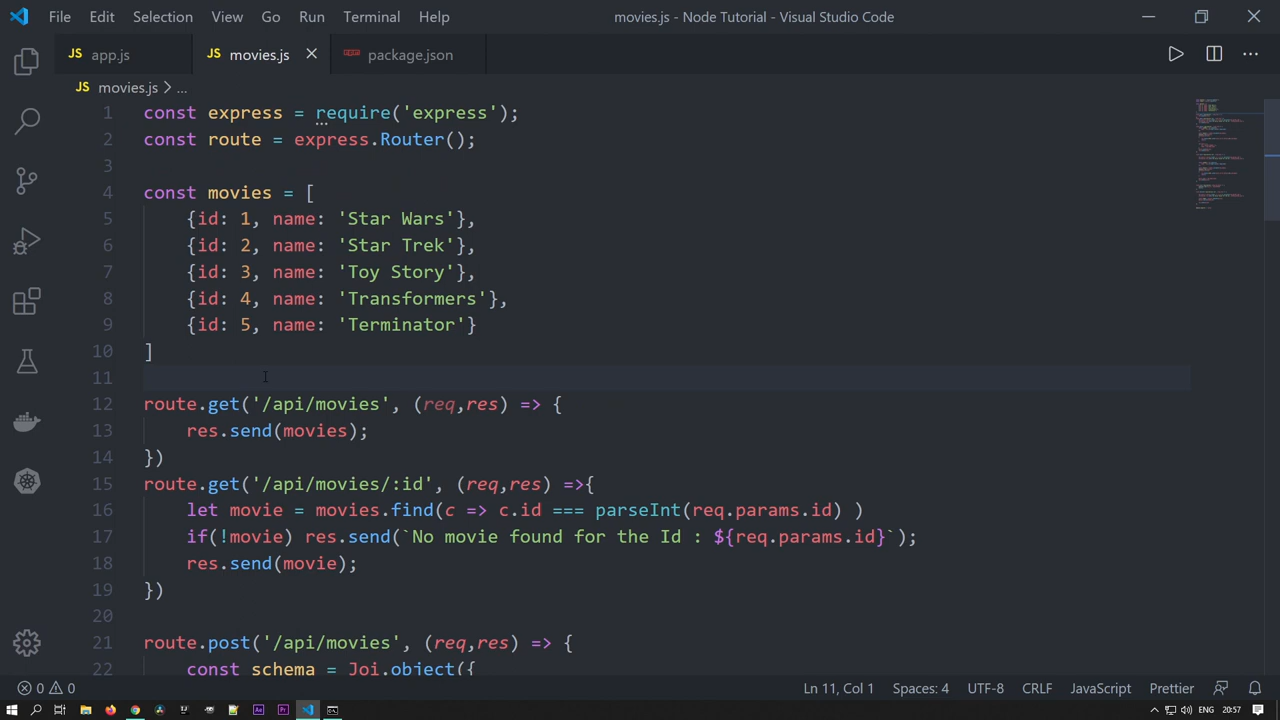 File Edit Selection View Go Run Terminal Help
movies.js - Node Tutorial - Visual Studio Code
JS app.js
JS movies.js
package.json
JS movies.js > ...
1 const express = require('express');
2 const route = express.Router();
3
4 const movies = [
5 {id: 1, name: 'Star Wars'},
6 {id: 2, name: 'Star Trek'},
7 {id: 3, name: 'Toy Story'},
8 {id: 4, name: 'Transformers'},
9 {id: 5, name: 'Terminator'}
10 ]
11
12 route.get('/api/movies', (req,res) => {
13 res.send(movies);
14 })
15 route.get('/api/movies/:id', (req,res) =>{
16 let movie = movies.find(c => c.id === parseInt(req.params.id) )
17 if(!movie) res.send(`No movie found for the Id : ${req.params.id}`);
18 res.send(movie);
19 })
20
21 route.post('/api/movies', (req,res) => {
22 const schema = Joi.object({
0 0 Ln 11, Col 1 Spaces: 4 UTF-8 CRLF JavaScript Prettier
Ae Pr ENG 20:57